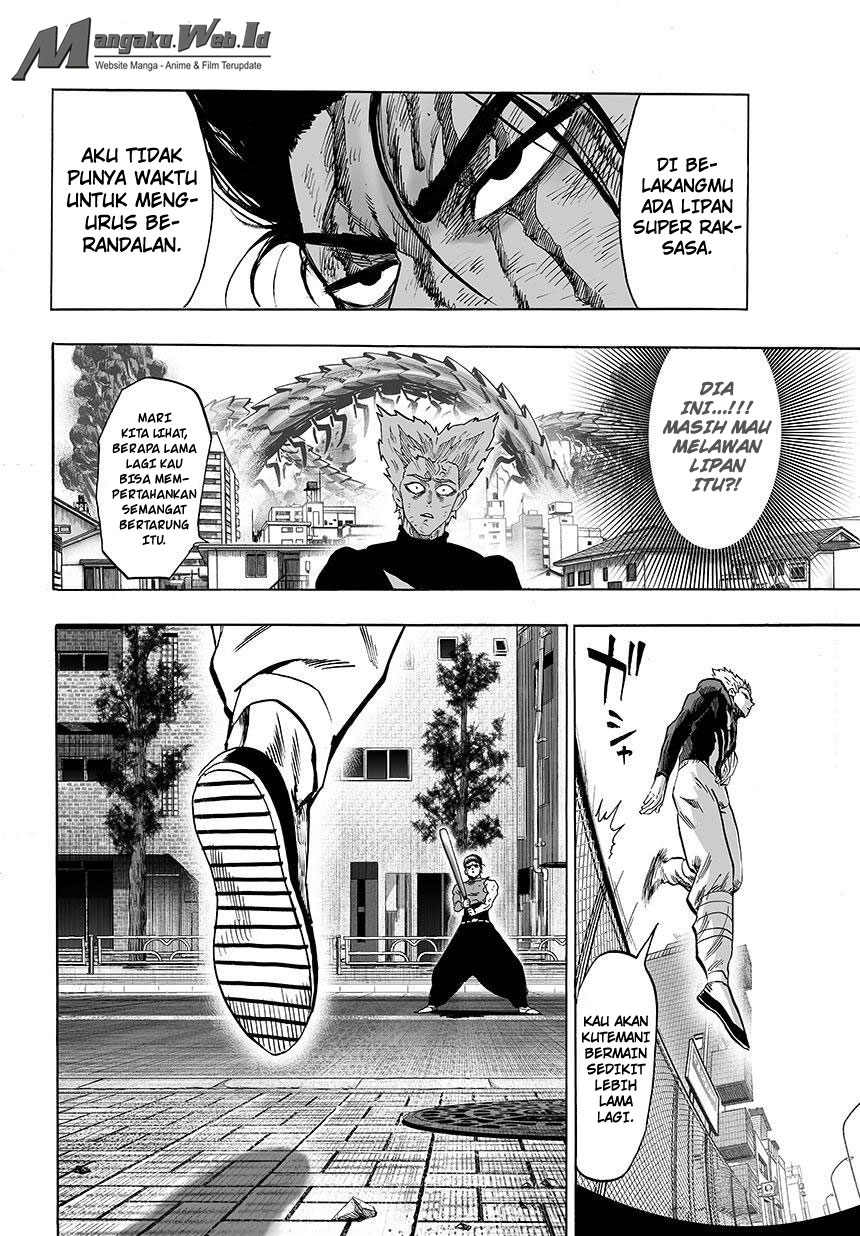 Mangaku.Web.Id
Website Manga - Anime & Film Terupdate
DI BE-
LAKANGMU
ADA LIPAN
SUPER RAK-
SASA.
AKU TIDAK
PUNYA WAKTU
UNTUK MENG-
URUS BE-
RANDALAN.
DIA
INI...!!!
MASIH MAU
MELAWAN
LIPAN
ITU?!
MARI
KITA LIHAT,
BERAPA LAMA
LAGI KAU
BISA MEM-
PERTAHANKAN
SEMANGAT
BERTARUNG
ITU.
ザッ
シャ
KAU AKAN
KUTEMANI
BERMAIN
SEDIKIT
LEBIH
LAMA
LAGI.